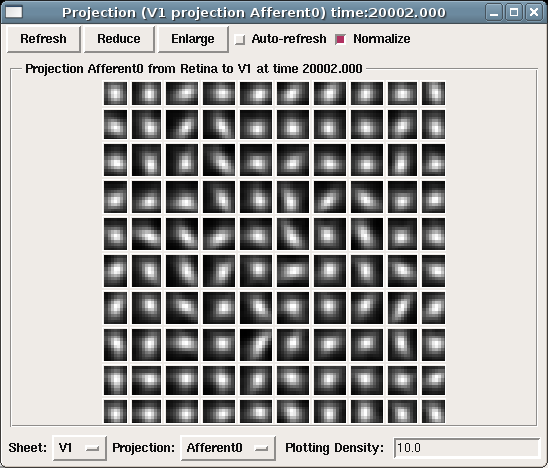 Projection (V1 projection Afferent0) time:20002.000
Refresh Reduce Enlarge Auto-refresh Normalize
Projection Afferent0 from Retina to V1 at time 20002.000
Sheet: V1 Projection: Afferent0 Plotting Density: 10.0